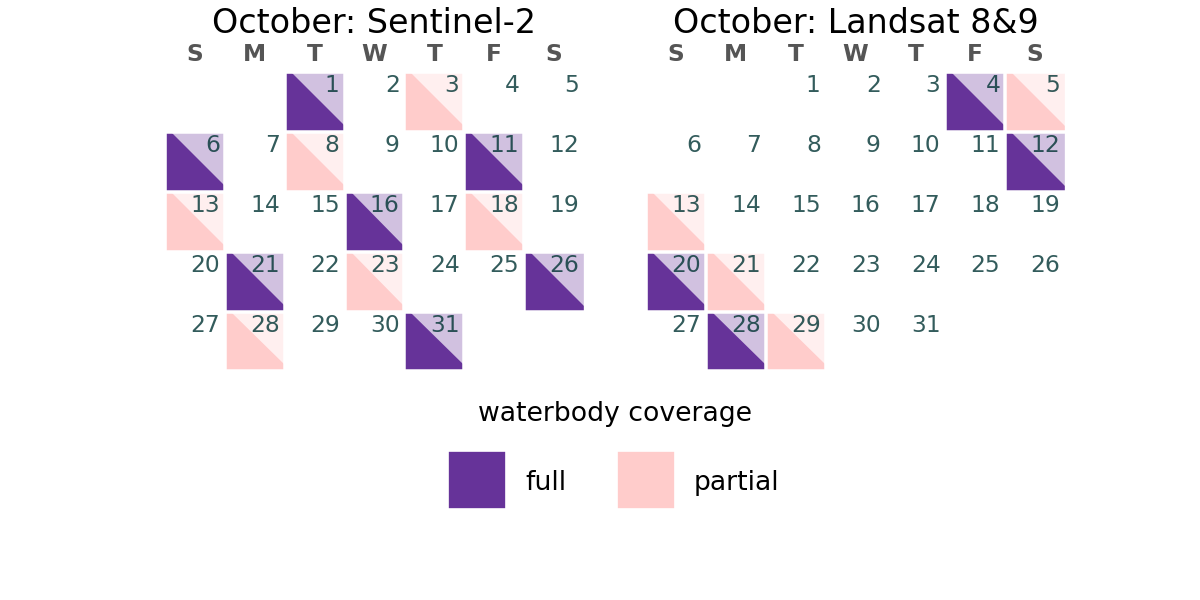 October: Sentinel-2
S M T W T F S
1 2 3 4 5
6 7 8 9 10 11 12
13 14 15 16 17 18 19
20 21 22 23 24 25 26
27 28 29 30 31
October: Landsat 8&9
S M T W T F S
1 2 3 4 5
6 7 8 9 10 11 12
13 14 15 16 17 18 19
20 21 22 23 24 25 26
27 28 29 30 31
waterbody coverage
full partial